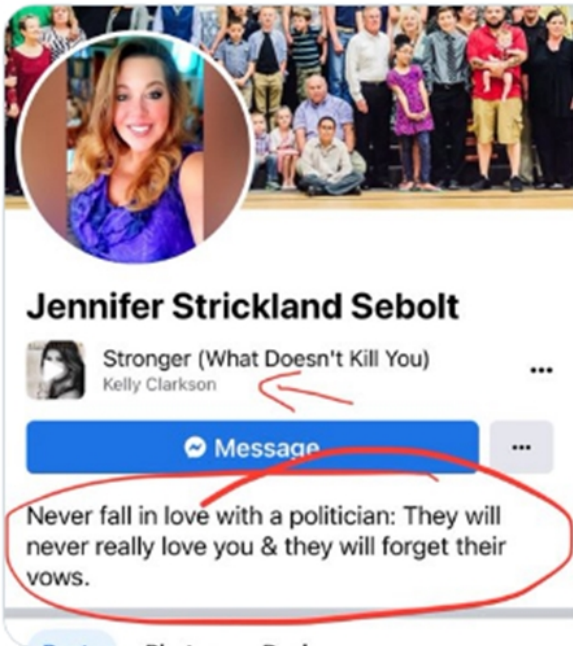 Jennifer Strickland Sebolt
Stronger (What Doesn't Kill You)
Kelly Clarkson
Message
Never fall in love with a politician: They will
never really love you & they will forget their
vows.